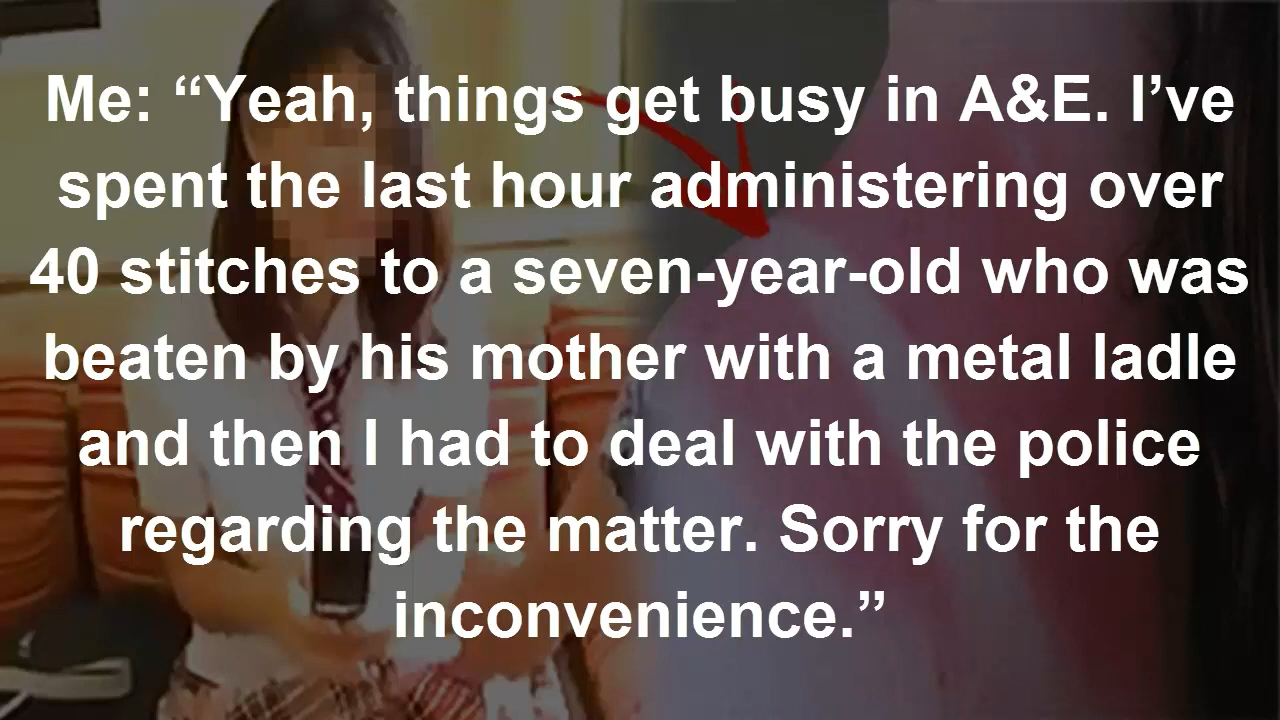 Me: “Yeah, things get busy in A&E. I’ve
spent the last hour administering over
40 stitches to a seven-year-old who was
beaten by his mother with a metal ladle
and then I had to deal with the police
regarding the matter. Sorry for the
inconvenience.”